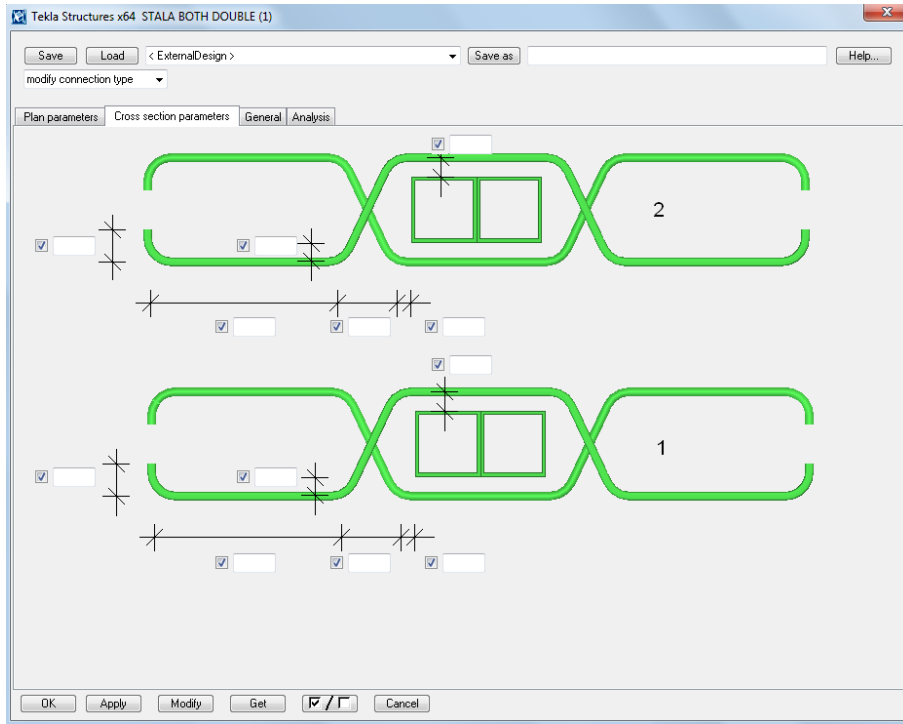 Tekla Structures x64 STALA BOTH DOUBLE (1)
Save Load < ExternalDesign > Save as Help...
modify connection type
Plan parameters Cross section parameters General Analysis
2
1
OK Apply Modify Get / Cancel